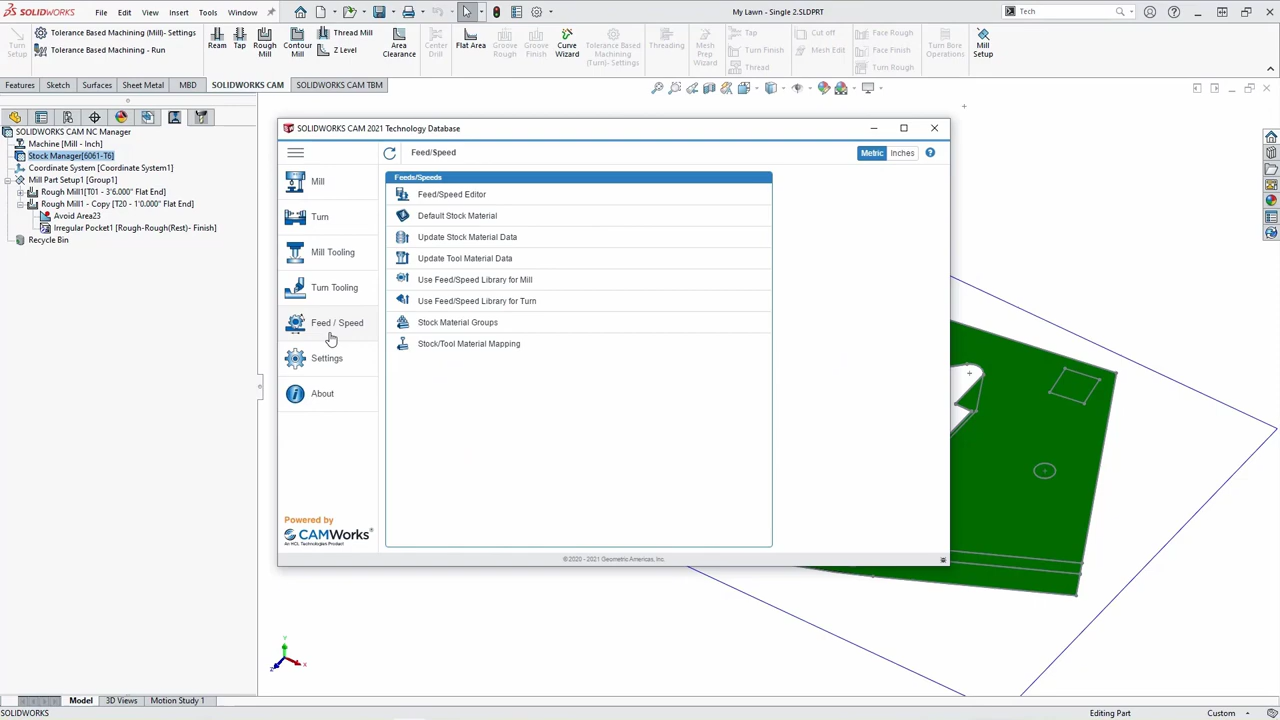 SOLIDWORKS
File
Edit
View
Insert
Tools
Window
My Lawn - Single 2.SLDPRT
Tech
Turn Setup
Tolerance Based Machining (Mill)- Settings
Tolerance Based Machining - Run
Ream
Tap
Rough Mill
Contour Mill
Thread Mill
Z Level
Area Clearance
Center Drill
Flat Area
Groove Rough
Groove Finish
Curve Wizard
Tolerance Based Machining (Turn)- Settings
Threading
Mesh Prep Wizard
Tap
Turn Finish
Thread
Cut off
Mesh Edit
Face Rough
Face Finish
Turn Rough
Turn Bore Operations
Mill Setup
Features
Sketch
Surfaces
Sheet Metal
MBD
SOLIDWORKS CAM
SOLIDWORKS CAM TBM
SOLIDWORKS CAM NC Manager
Machine [Mill - Inch]
Stock Manager[6061-T6]
Coordinate System [Coordinate System1]
Mill Part Setup1 [Group1]
Rough Mill1[T01 - 3'6.000" Flat End]
Rough Mill1 - Copy [T20 - 1'0.000" Flat End]
Avoid Area23
Irregular Pocket1 [Rough-Rough(Rest)- Finish]
Recycle Bin
SOLIDWORKS CAM 2021 Technology Database
Feed/Speed
Metric
Inches
Mill
Turn
Mill Tooling
Turn Tooling
Feed / Speed
Settings
About
Feeds/Speeds
Feed/Speed Editor
Default Stock Material
Update Stock Material Data
Update Tool Material Data
Use Feed/Speed Library for Mill
Use Feed/Speed Library for Turn
Stock Material Groups
Stock/Tool Material Mapping
Powered by
CAMWorks®
An HCL Technologies Product
©2020 - 2021 Geometric Americas, Inc.
Y
X
Z
Model
3D Views
Motion Study 1
SOLIDWORKS
Editing Part
Custom